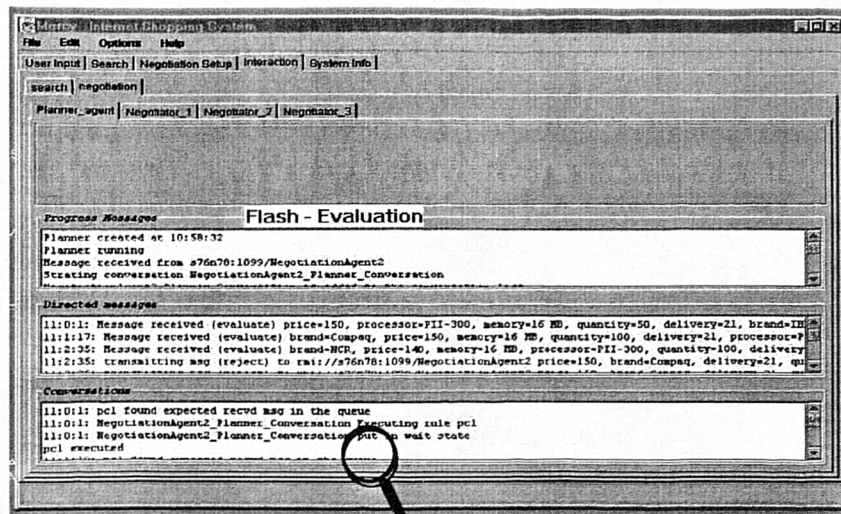 Internet Shopping System
File Edit Options Help
User Input Search Negotiation Setup Interaction System Info
search negotiation
Planner_agent Negotiator_1 Negotiator_2 Negotiator_3
Flash - Evaluation
Progress Messages
Planner created at 10:58:32
Planner running
Message received from s76n70:1099/NegotiationAgent2
Strating conversation NegotiationAgent2_Planner_Conversation
Directed messages
11:0:1: Message received (evaluate) price=150, processor=PII-300, memory=16 MB, quantity=50, delivery=21, brand=
11:1:17: Message received (evaluate) brand=Compaq, price=150, memory=16 MB, quantity=100, delivery=21, processor=P
11:2:35: Message received (evaluate) brand=NCR, price=140, memory=16 MB, processor=PII-300, quantity=100, delivery
11:2:35: transmitting msg (reject) to rmi://s76n78:1099/NegotiationAgent2 price=150, brand=Compaq, delivery=21, qu
Conversations
11:0:1: pc1 found expected recvd msg in the queue
11:0:1: NegotiationAgent2_Planner_Conversation Executing rule pc1
11:0:1: NegotiationAgent2_Planner_Conversation put in wait state
pc1 executed